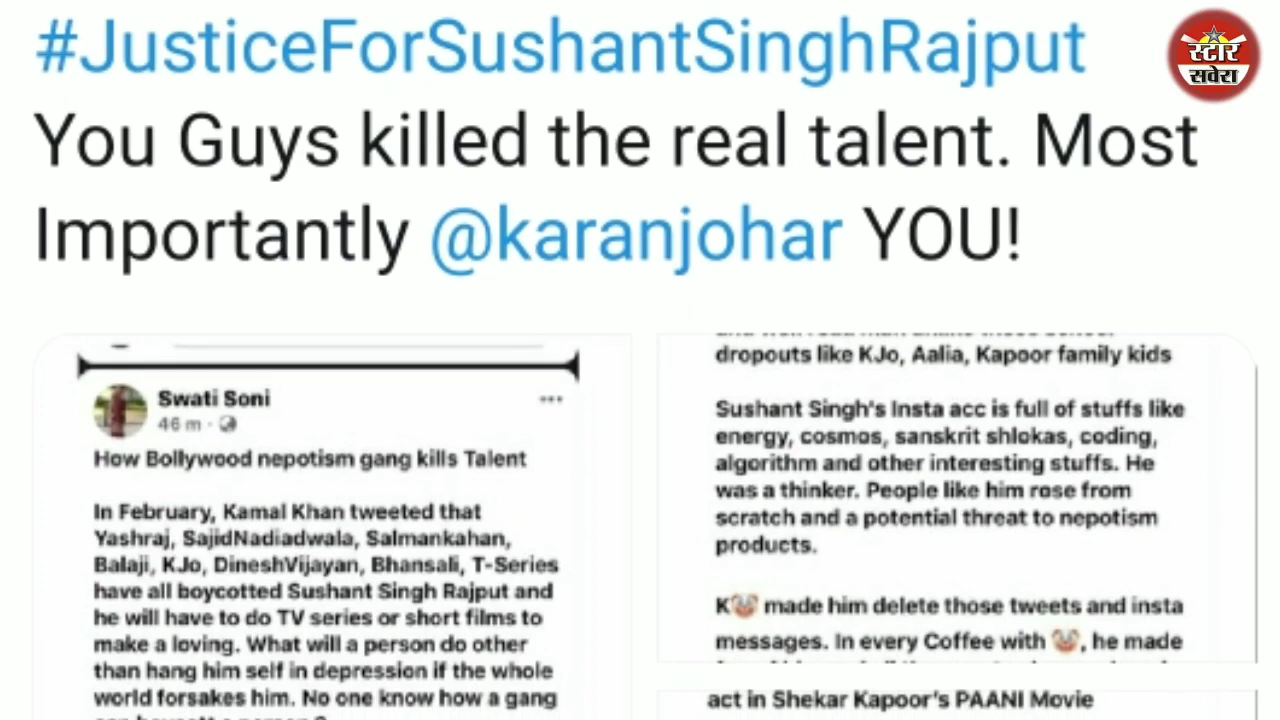 #JusticeForSushantSinghRajput
स्टार
सवेरा
You Guys killed the real talent. Most
Importantly @karanjohar YOU!
Swati Soni
46 m
How Bollywood nepotism gang kills Talent
In February, Kamal Khan tweeted that
Yashraj, SajidNadiadwala, Salmankahan,
Balaji, KJo, DineshVijayan, Bhansali, T-Series
have all boycotted Sushant Singh Rajput and
he will have to do TV series or short films to
make a loving. What will a person do other
than hang him self in depression if the whole
world forsakes him. No one know how a gang
dropouts like KJo, Aalia, Kapoor family kids
Sushant Singh's Insta acc is full of stuffs like
energy, cosmos, sanskrit shlokas, coding,
algorithm and other interesting stuffs. He
was a thinker. People like him rose from
scratch and a potential threat to nepotism
products.
K🤡 made him delete those tweets and insta
messages. In every Coffee with 🤡, he made
act in Shekar Kapoor's PAANI Movie